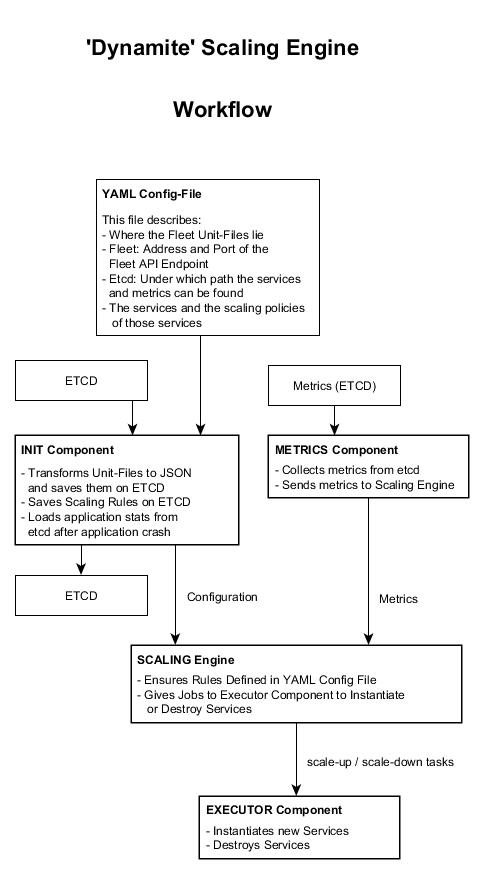 'Dynamite' Scaling Engine
Workflow
YAML Config-File
This file describes:
- Where the Fleet Unit-Files lie
- Fleet: Address and Port of the
Fleet API Endpoint
- Etcd: Under which path the services
and metrics can be found
- The services and the scaling policies
of those services
ETCD
Metrics (ETCD)
INIT Component
- Transforms Unit-Files to JSON
and saves them on ETCD
- Saves Scaling Rules on ETCD
- Loads application stats from
etcd after application crash
METRICS Component
- Collects metrics from etcd
- Sends metrics to Scaling Engine
ETCD
Configuration
Metrics
SCALING Engine
- Ensures Rules Defined in YAML Config File
- Gives Jobs to Executor Component to Instantiate
or Destroy Services
scale-up / scale-down tasks
EXECUTOR Component
- Instantiates new Services
- Destroys Services